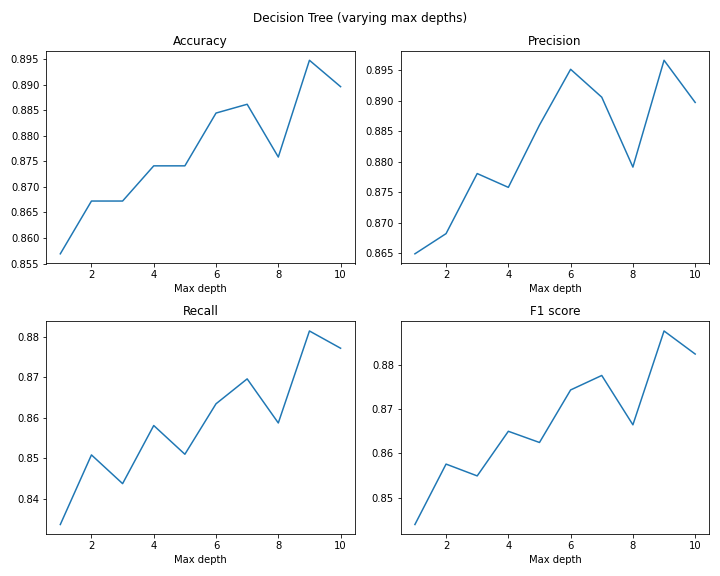 Decision Tree (varying max depths)
Accuracy
0.895
0.890
0.885
0.880
0.875
0.870
0.865
0.860
0.855
2 4 6 8 10
Max depth
Precision
0.895
0.890
0.885
0.880
0.875
0.870
0.865
2 4 6 8 10
Max depth
Recall
0.88
0.87
0.86
0.85
0.84
2 4 6 8 10
Max depth
F1 score
0.88
0.87
0.86
0.85
2 4 6 8 10
Max depth